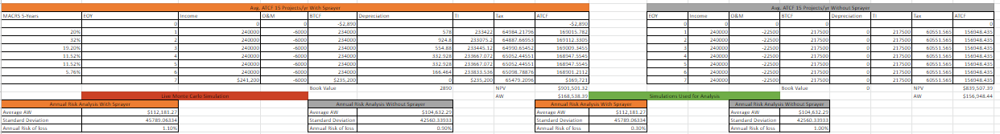 Avg. ATCF 15 Projects/yr With Sprayer Avg. ATCF 15 Projects/yr Without Sprayer
MACRS 5-Years EOY Income O&M BTCF Depreciation TI Tax ATCF EOY Income O&M BTCF Depreciation TI Tax ATCF
0 0 0 -$2,890 -$2,890 0 0 0 0 0
20% 1 240000 -6000 234000 578 233422 64984.21796 169015.782 1 240000 -22500 217500 0 217500 60551.565 156948.435
32% 2 240000 -6000 234000 924.8 233075.2 64887.66953 169112.3305 2 240000 -22500 217500 0 217500 60551.565 156948.435
19.20% 3 240000 -6000 234000 554.88 233445.12 64990.65452 169009.3455 3 240000 -22500 217500 0 217500 60551.565 156948.435
11.52% 4 240000 -6000 234000 332.928 233667.072 65052.44551 168947.5545 4 240000 -22500 217500 0 217500 60551.565 156948.435
11.52% 5 240000 -6000 234000 332.928 233667.072 65052.44551 168947.5545 5 240000 -22500 217500 0 217500 60551.565 156948.435
5.76% 6 240000 -6000 234000 166.464 233833.536 65098.78876 168901.2112 6 240000 -22500 217500 0 217500 60551.565 156948.435
7 $241,200 -6000 $235,200 0 $235,200 65479.2096 $169,721 7 240000 -22500 217500 0 217500 60551.565 156948.435
Book Value 2890 NPV $901,501.32 Book Value 0 NPV $839,507.39
Live Monte Carlo Simulation AW $168,538.39 Simulations Used for Analysis AW $156,948.44
Annual Risk Analysis With Sprayer Annual Risk Analysis Without Sprayer Annual Risk Analysis With Sprayer Annual Risk Analysis Without Sprayer
Average AW $112,181.27 Average AW $104,632.29 Average AW $112,181.27 Average AW $104,632.29
Standard Deviation 45789.06334 Standard Deviation 42560.33933 Standard Deviation 45789.06334 Standard Deviation 42560.33933
Annual Risk of loss 1.10% Annual Risk of loss 0.90% Annual Risk of loss 0.30% Annual Risk of loss 1.00%